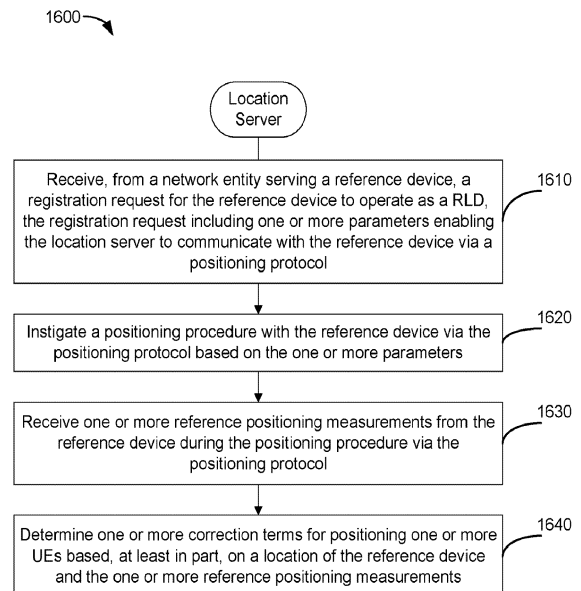 1600
Location
Server
Receive, from a network entity serving a reference device, a
registration request for the reference device to operate as a RLD,
the registration request including one or more parameters enabling
the location server to communicate with the reference device via a
positioning protocol
1610
Instigate a positioning procedure with the reference device via the
positioning protocol based on the one or more parameters
1620
Receive one or more reference positioning measurements from the
reference device during the positioning procedure via the
positioning protocol
1630
Determine one or more correction terms for positioning one or more
UEs based, at least in part, on a location of the reference device
and the one or more reference positioning measurements
1640